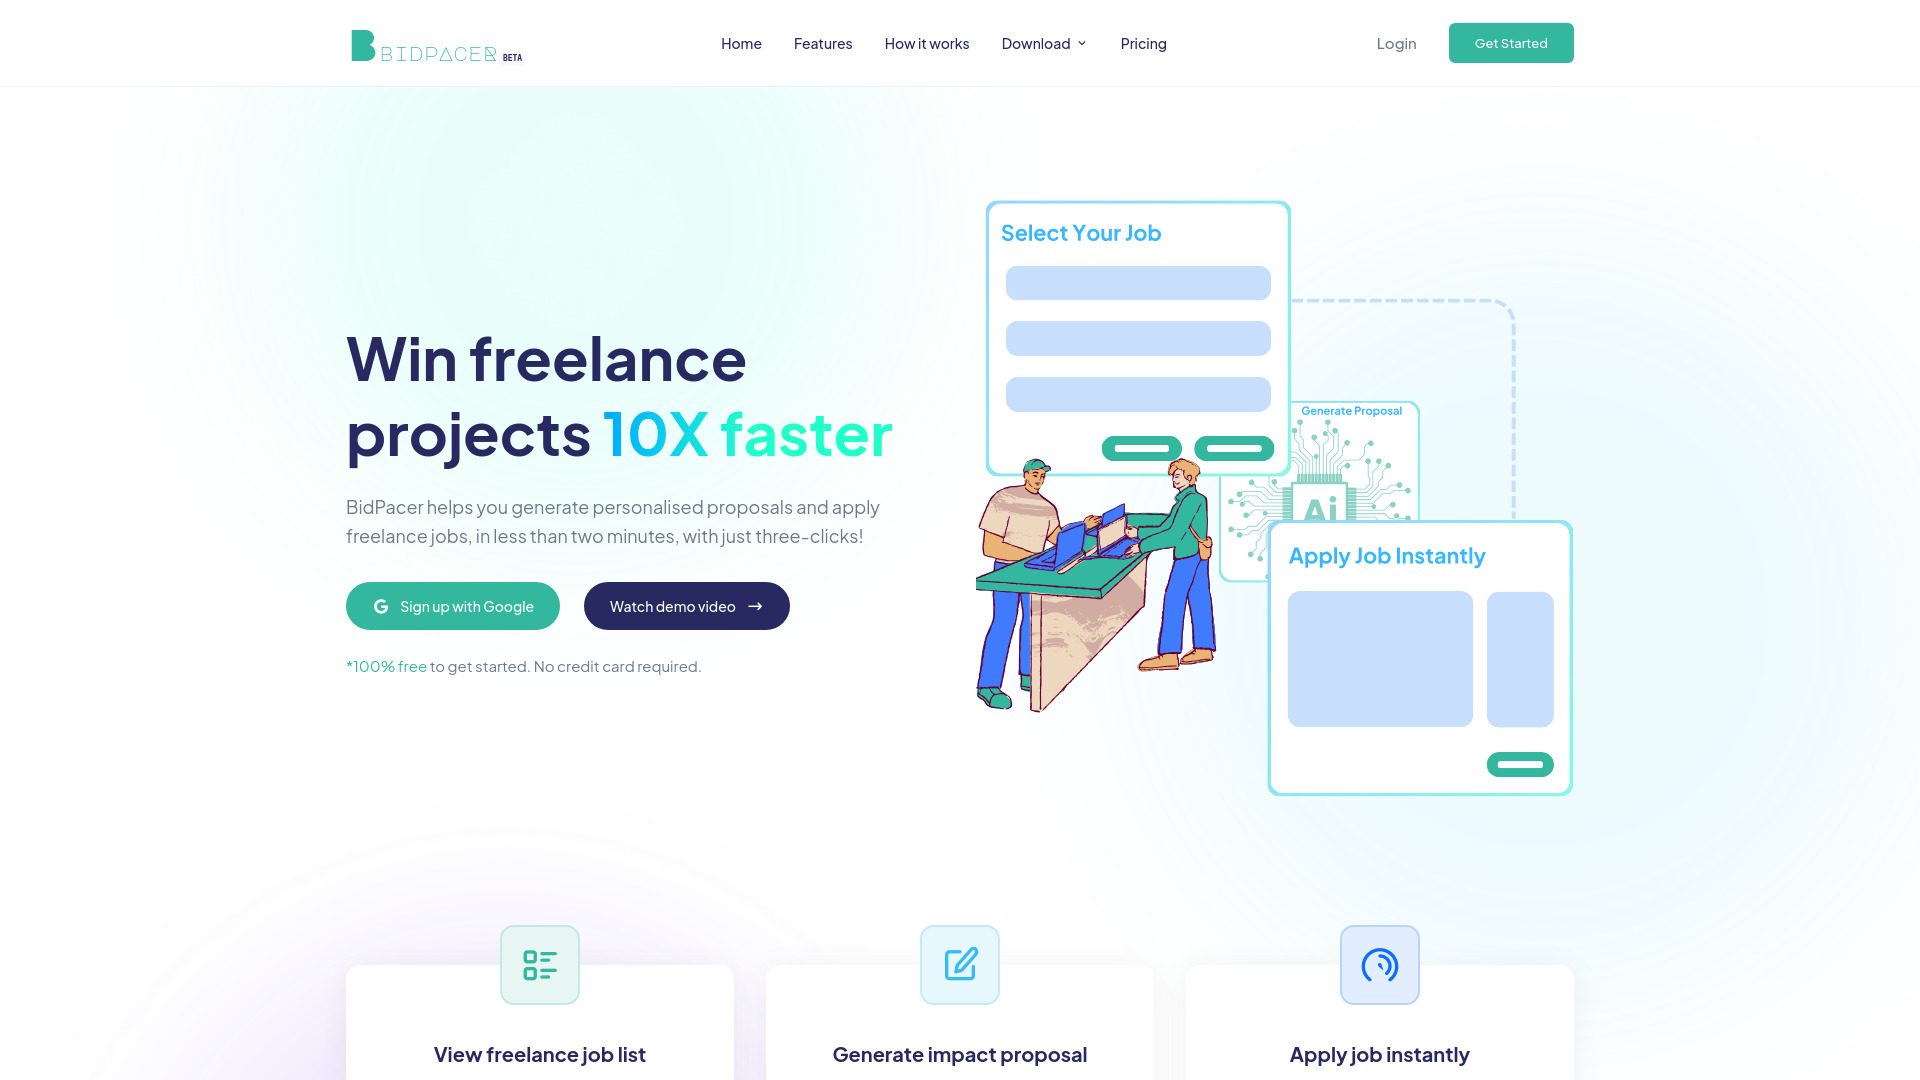 BIDPACER BETA
Home
Features
How it works
Download
Pricing
Login
Get Started
Win freelance
projects 10X faster
BidPacer helps you generate personalised proposals and apply
freelance jobs, in less than two minutes, with just three-clicks!
Sign up with Google
Watch demo video
*100% free to get started. No credit card required.
Select Your Job
Generate Proposal
Ai
Apply Job Instantly
View freelance job list
Generate impact proposal
Apply job instantly